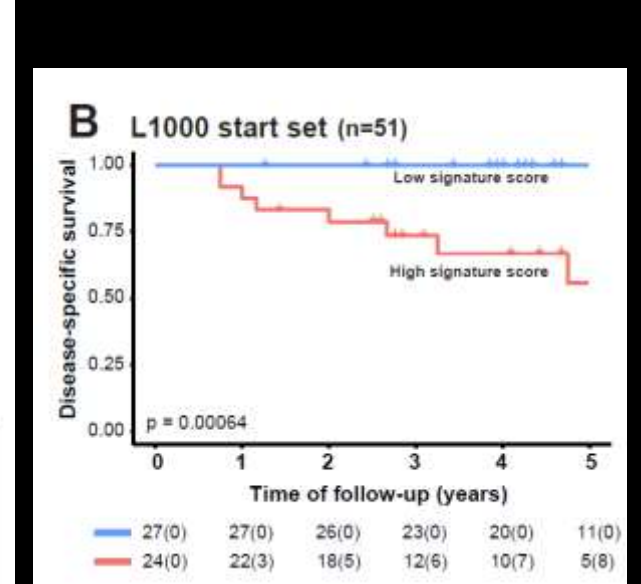 B L1000 start set (n=51)
Disease-specific survival
1.00
0.75
0.50
0.25
0.00
Low signature score
High signature score
p = 0.00064
0 1 2 3 4 5
Time of follow-up (years)
27(0) 27(0) 26(0) 23(0) 20(0) 11(0)
24(0) 22(3) 18(5) 12(6) 10(7) 5(8)